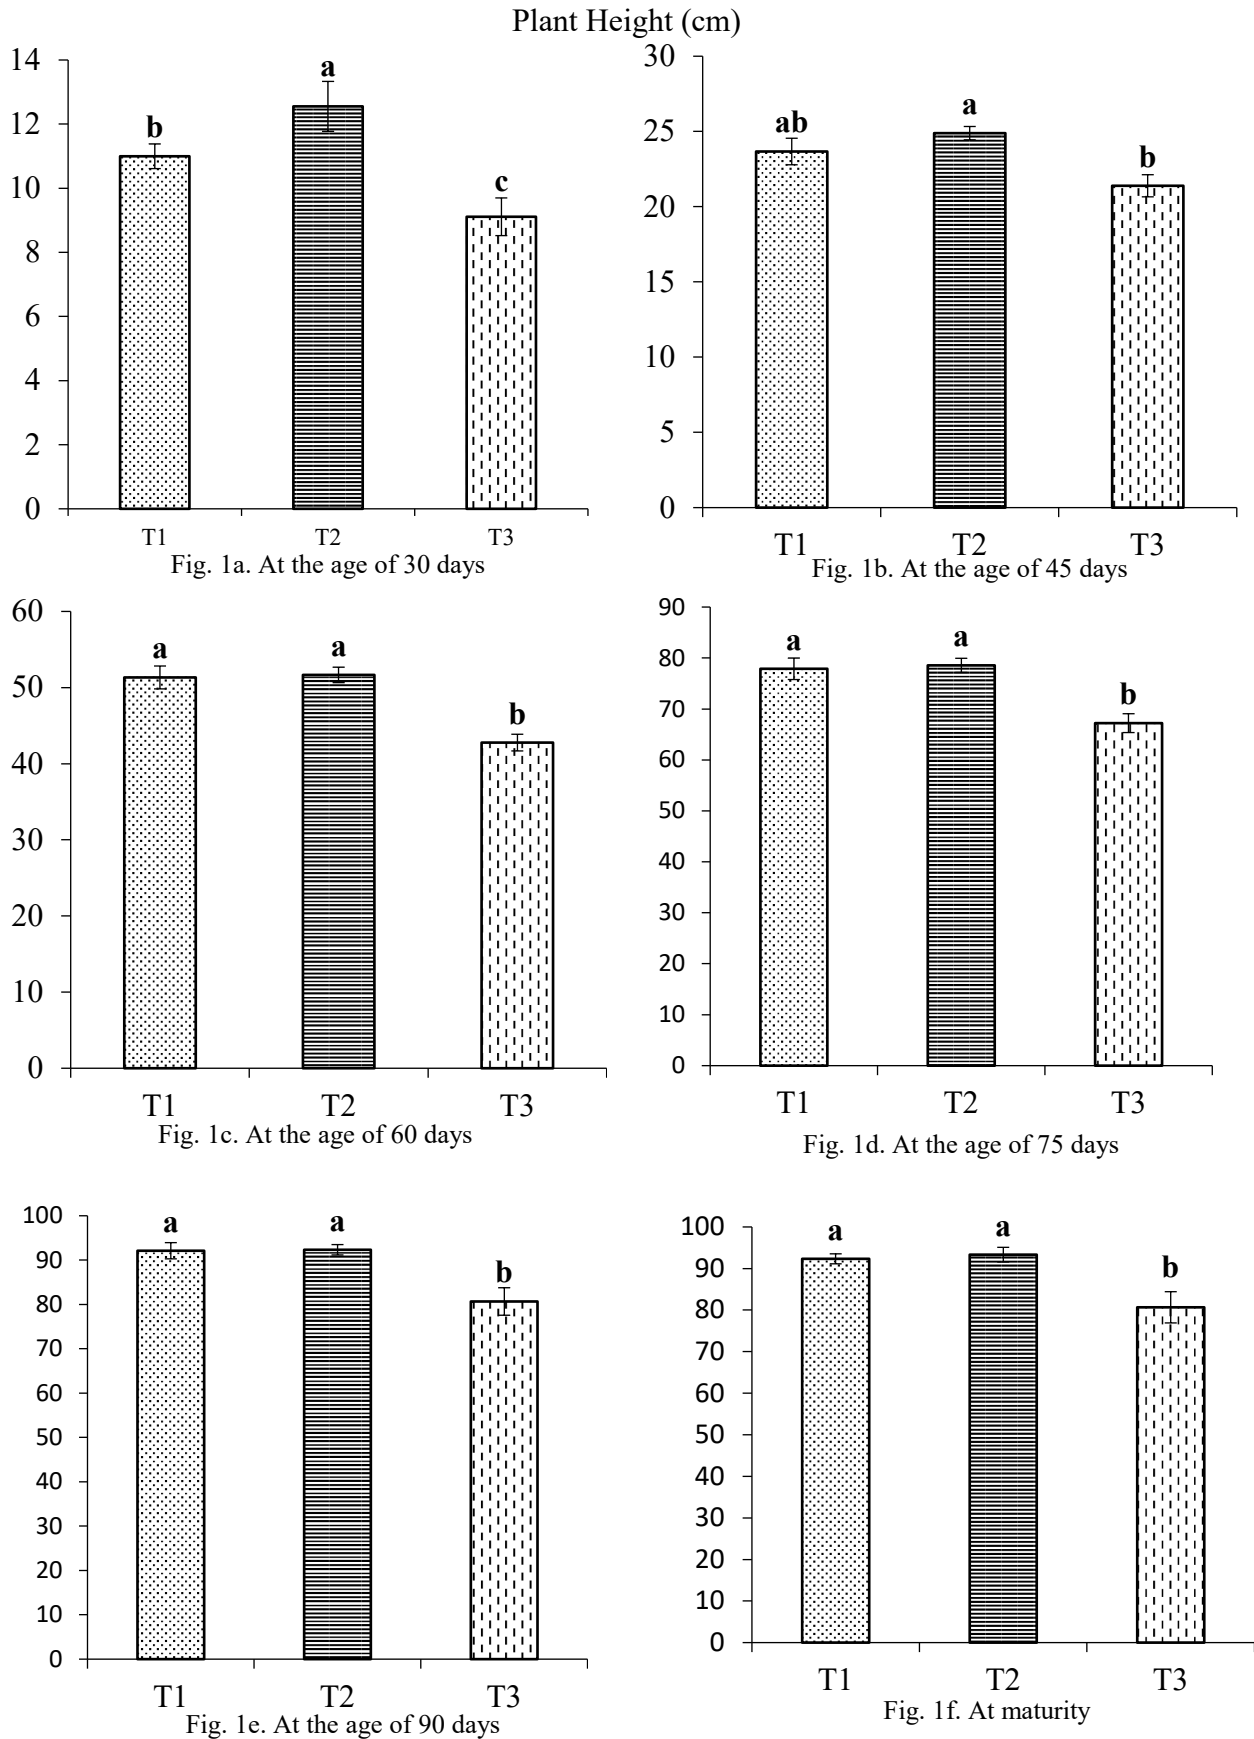 Plant Height (cm)
14
12
10
8
6
4
2
0
b
a
c
T1 T2 T3
Fig. 1a. At the age of 30 days
30
25
20
15
10
5
0
ab
a
b
T1 T2 T3
Fig. 1b. At the age of 45 days
60
50
40
30
20
10
0
a
a
b
T1 T2 T3
Fig. 1c. At the age of 60 days
90
80
70
60
50
40
30
20
10
0
a
a
b
T1 T2 T3
Fig. 1d. At the age of 75 days
100
90
80
70
60
50
40
30
20
10
0
a
a
b
T1 T2 T3
Fig. 1e. At the age of 90 days
100
90
80
70
60
50
40
30
20
10
0
a
a
b
T1 T2 T3
Fig. 1f. At maturity